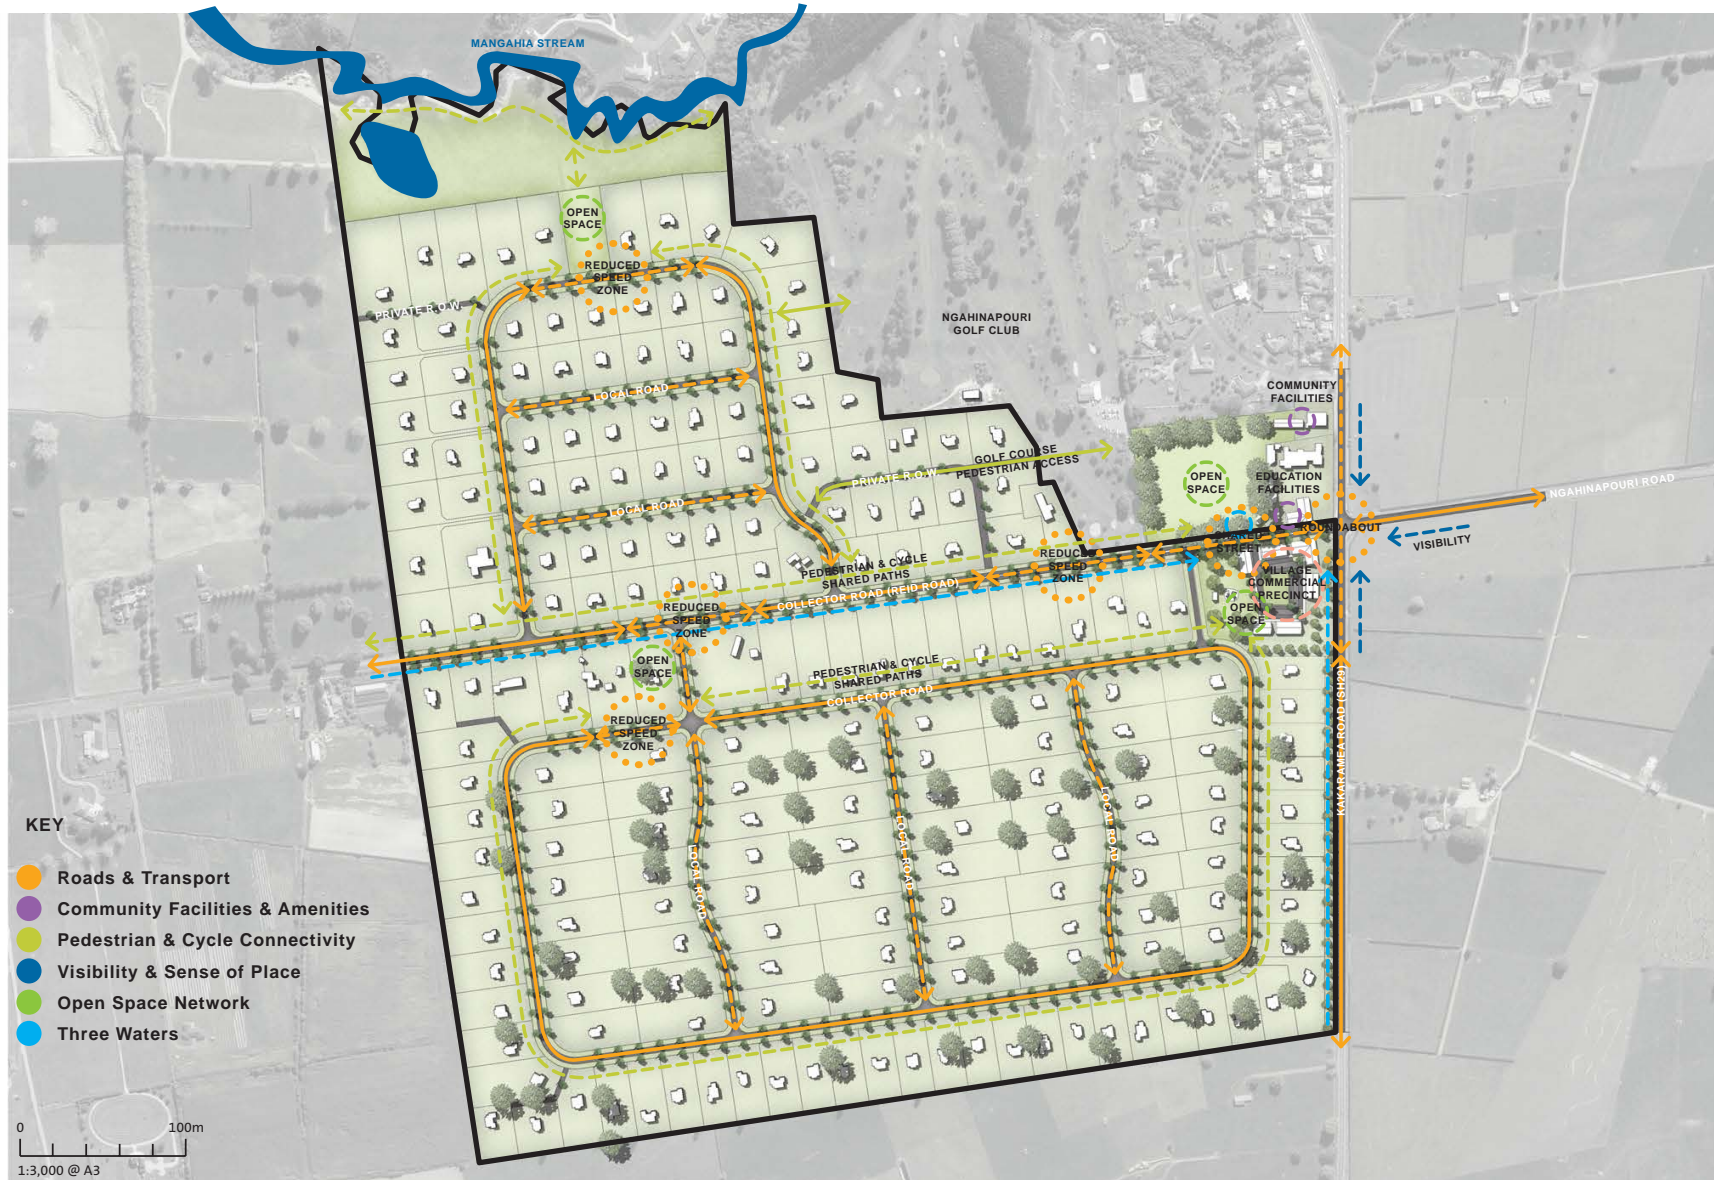 MANGAHIA STREAM
OPEN
SPACE
REDUCED
SPEED
ZONE
PRIVATE R.O.W.
NGAHINAPOURI
GOLF CLUB
LOCAL ROAD
COMMUNITY
FACILITIES
GOLF COURSE
PEDESTRIAN ACCESS
PRIVATE R.O.W.
OPEN
SPACE
EDUCATION
FACILITIES
NGAHINAPOURI ROAD
LOCAL ROAD
ROUNDABOUT
VISIBILITY
SHARED
STREET
PEDESTRIAN & CYCLE
SHARED PATHS
REDUCED
SPEED
ZONE
VILLAGE
COMMERCIAL
PRECINCT
COLLECTOR ROAD (REID ROAD)
REDUCED
SPEED
ZONE
OPEN
SPACE
OPEN
SPACE
PEDESTRIAN & CYCLE
SHARED PATHS
COLLECTOR ROAD
REDUCED
SPEED
ZONE
KAKARAMEA ROAD (SH29)
LOCAL ROAD
LOCAL ROAD
LOCAL ROAD
KEY
Roads & Transport
Community Facilities & Amenities
Pedestrian & Cycle Connectivity
Visibility & Sense of Place
Open Space Network
Three Waters
0 100m
1:3,000 @ A3